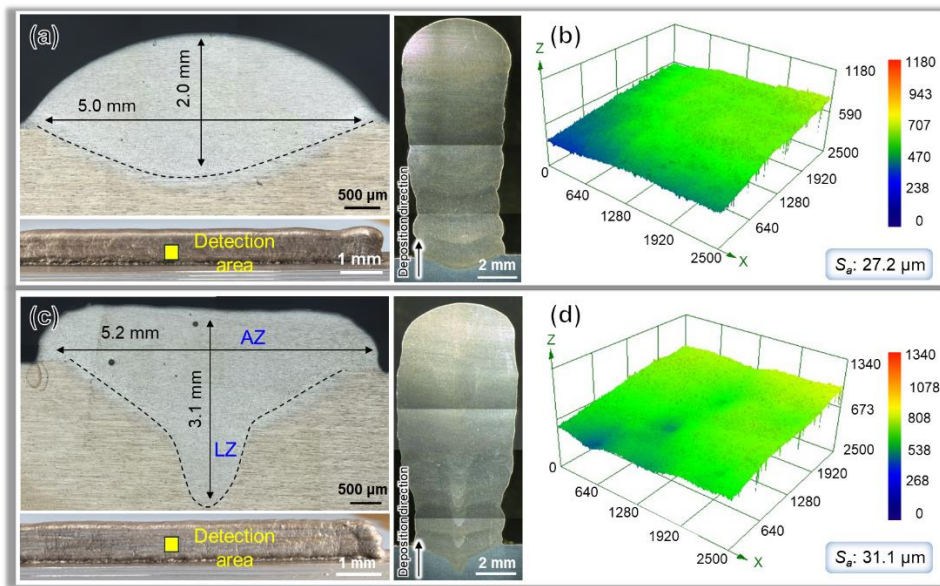 (a)
5.0 mm
2.0 mm
500 µm
Detection
area
1 mm
Deposition direction
2 mm
(b)
Z
1180
590
0
2500
1920
1280
640
640
1280
1920
2500
X
1180
943
707
470
237
0
Sa: 27.2 µm
(c)
5.2 mm
AZ
3.1 mm
LZ
500 µm
Detection
area
1 mm
Deposition direction
2 mm
(d)
Z
1340
673
0
2500
1920
1280
640
640
1280
1920
2500
X
1340
1078
808
538
268
0
Sa: 31.1 µm